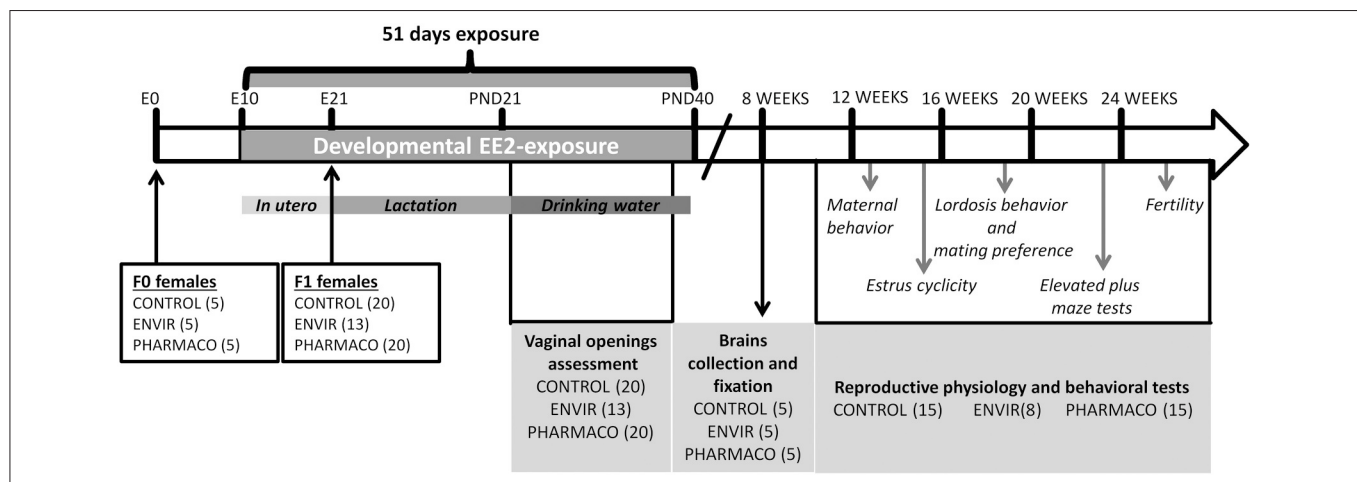 51 days exposure
E0
E10
E21
PND21
PND40
8 WEEKS
12 WEEKS
16 WEEKS
20 WEEKS
24 WEEKS
Developmental EE2-exposure
In utero
Lactation
Drinking water
Maternal
behavior
Estrus cyclicity
Lordosis behavior
and
mating preference
Elevated plus
maze tests
Fertility
F0 females
CONTROL (5)
ENVIR (5)
PHARMACO (5)
F1 females
CONTROL (20)
ENVIR (13)
PHARMACO (20)
Vaginal openings
assessment
CONTROL (20)
ENVIR (13)
PHARMACO (20)
Brains
collection and
fixation
CONTROL (5)
ENVIR (5)
PHARMACO (5)
Reproductive physiology and behavioral tests
CONTROL (15) ENVIR(8) PHARMACO (15)